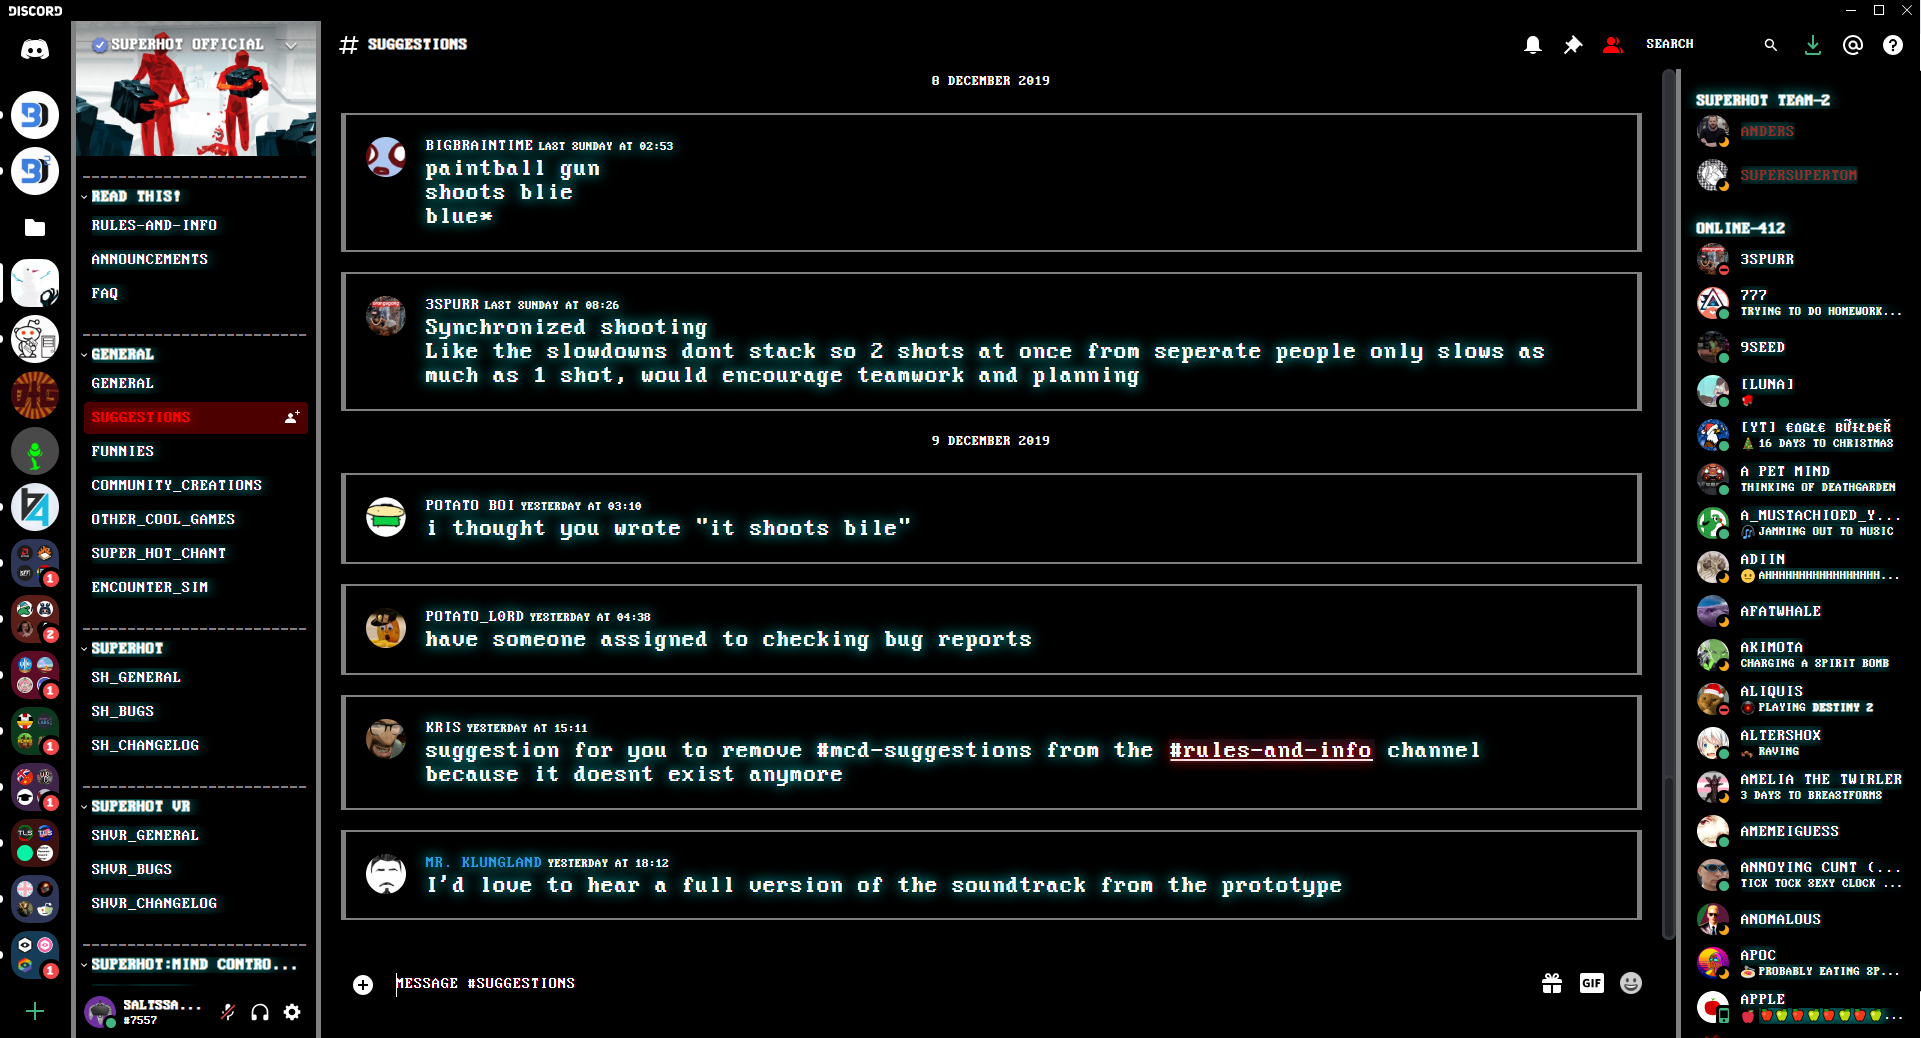 DISCORD
SUPERHOT OFFICIAL
READ THIS!
RULES-AND-INFO
ANNOUNCEMENTS
FAQ
GENERAL
GENERAL
SUGGESTIONS
FUNNIES
COMMUNITY_CREATIONS
OTHER_COOL_GAMES
SUPER_HOT_CHANT
ENCOUNTER_SIM
SUPERHOT
SH_GENERAL
SH_BUGS
SH_CHANGELOG
SUPERHOT VR
SHVR_GENERAL
SHVR_BUGS
SHVR_CHANGELOG
SUPERHOT:MIND CONTRO...
SALTSSA...
#7557
1
2
1
1
1
1
# SUGGESTIONS
SEARCH
8 DECEMBER 2019
BIGBRAINTIME LAST SUNDAY AT 02:53
paintball gun
shoots blie
blue*
3SPURR LAST SUNDAY AT 08:26
Synchronized shooting
Like the slowdowns dont stack so 2 shots at once from seperate people only slows as
much as 1 shot, would encourage teamwork and planning
9 DECEMBER 2019
POTATO BOI YESTERDAY AT 03:10
i thought you wrote "it shoots bile"
POTATO_LORD YESTERDAY AT 04:38
have someone assigned to checking bug reports
KRIS YESTERDAY AT 15:11
suggestion for you to remove #mcd-suggestions from the #rules-and-info channel
because it doesnt exist anymore
MR. KLUNGLAND YESTERDAY AT 18:12
I'd love to hear a full version of the soundtrack from the prototype
MESSAGE #SUGGESTIONS
GIF
SUPERHOT TEAM-2
ANDERS
SUPERSUPERTOM
ONLINE-412
3SPURR
777
TRYING TO DO HOMEWORK...
9SEED
[LUNA]
[YT]
16 DAYS TO CHRISTMAS
A PET MIND
THINKING OF DEATHGARDEN
A_MUSTACHIOED_Y...
JAMMING OUT TO MUSIC
ADIIN
AHHHHHHHHHHHHHHHHH...
AFATWHALE
AKIMOTA
CHARGING A SPIRIT BOMB
ALIQUIS
PLAYING DESTINY 2
ALTERSHOX
RAVING
AMELIA THE TWIRLER
3 DAYS TO BREASTFORMS
AMEMEIGUESS
ANNOYING CUNT (...
TICK TOCK SEXY CLOCK ...
ANOMALOUS
APOC
PROBABLY EATING SP...
APPLE